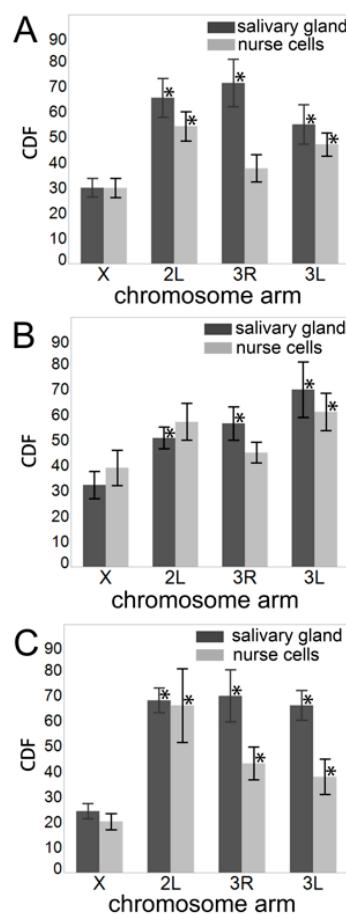 A
salivary gland
nurse cells
90
80
70
60
50
40
30
20
10
0
CDF
* * * * *
X 2L 3R 3L
chromosome arm
B
salivary gland
nurse cells
90
80
70
60
50
40
30
20
10
0
CDF
* * * *
X 2L 3R 3L
chromosome arm
C
salivary gland
nurse cells
90
80
70
60
50
40
30
20
10
0
CDF
* * * * * *
X 2L 3R 3L
chromosome arm